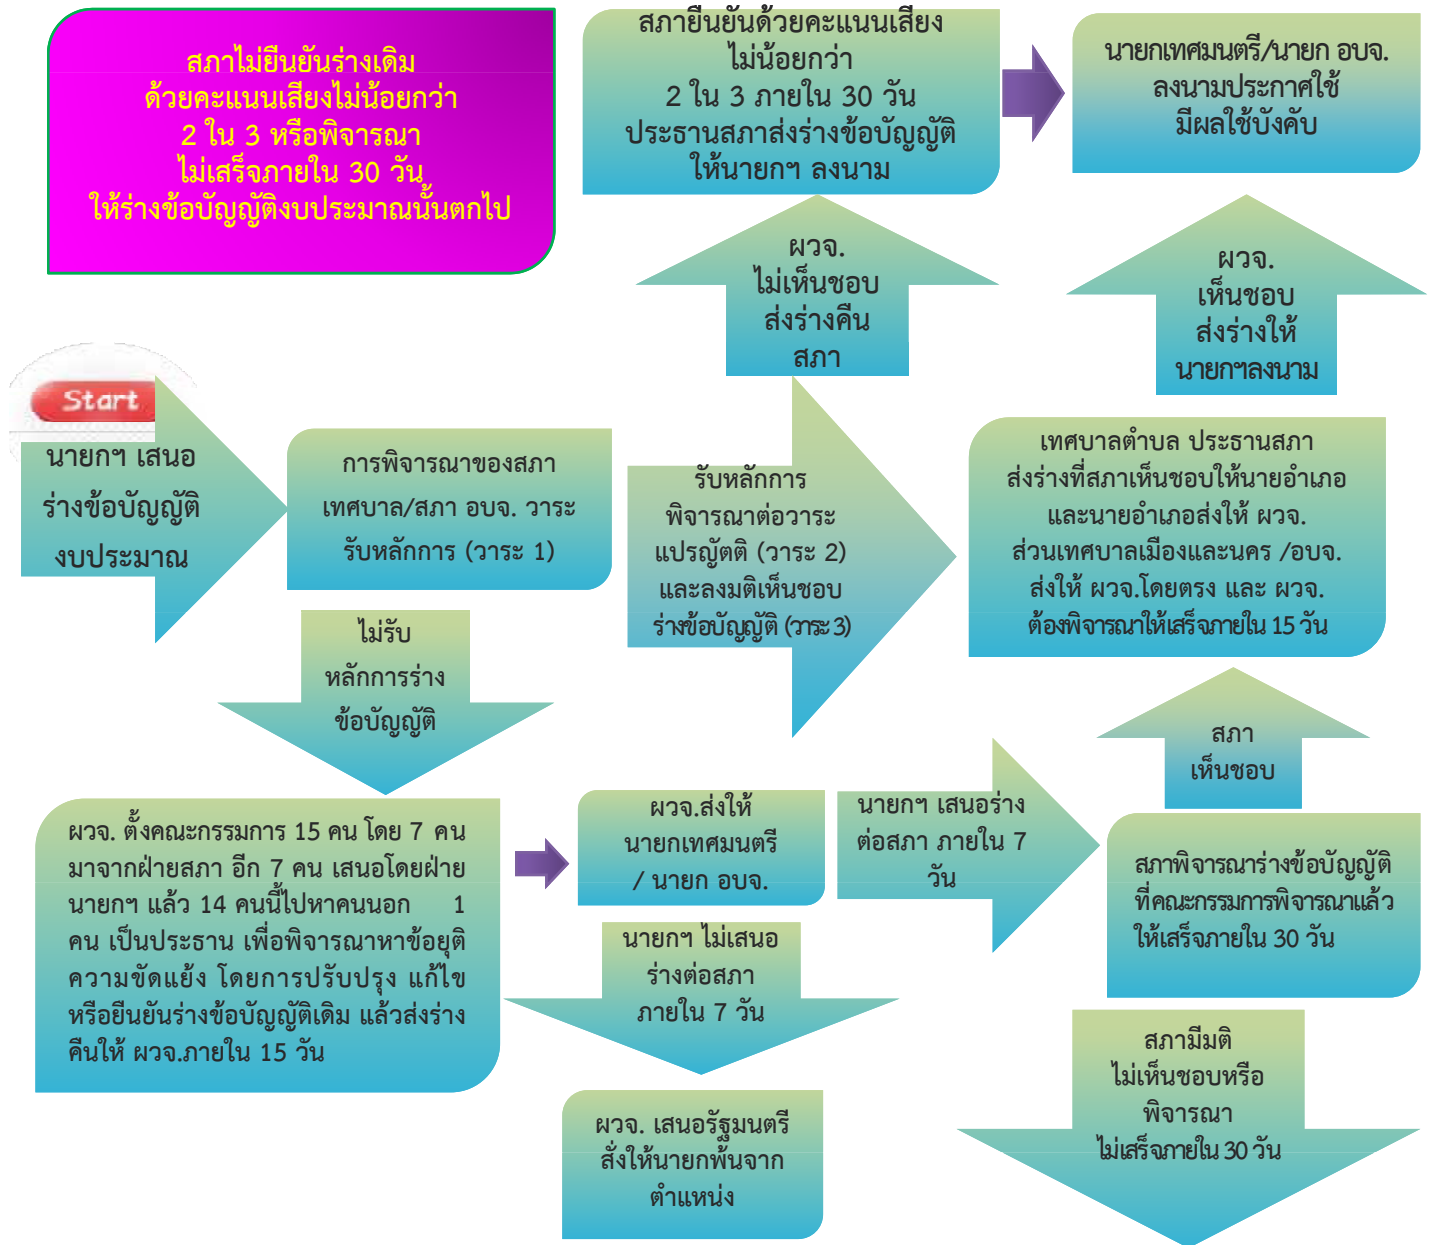 สภาไม่ยืนยันร่างเดิม
ด้วยคะแนนเสียงไม่น้อยกว่า
2 ใน 3 หรือพิจารณา
ไม่เสร็จภายใน 30 วัน
ให้ร่างข้อบัญญัติงบประมาณนั้นตกไป
สภายืนยันด้วยคะแนนเสียง
ไม่น้อยกว่า
2 ใน 3 ภายใน 30 วัน
ประธานสภาส่งร่างข้อบัญญัติ
ให้นายกฯ ลงนาม
นายกเทศมนตรี/นายก อบจ.
ลงนามประกาศใช้
มีผลใช้บังคับ
ผวจ.
ไม่เห็นชอบ
ส่งร่างคืน
สภา
ผวจ.
เห็นชอบ
ส่งร่างให้
นายกฯลงนาม
Start
นายกฯ เสนอ
ร่างข้อบัญญัติ
งบประมาณ
การพิจารณาของสภา
เทศบาล/สภา อบจ. วาระ
รับหลักการ (วาระ 1)
รับหลักการ
พิจารณาต่อวาระ
แปรญัตติ (วาระ 2)
และลงมติเห็นชอบ
ร่างข้อบัญญัติ (วาระ 3)
เทศบาลตำบล ประธานสภา
ส่งร่างที่สภาเห็นชอบให้นายอำเภอ
และนายอำเภอส่งให้ ผวจ.
ส่วนเทศบาลเมืองและนคร /อบจ.
ส่งให้ ผวจ.โดยตรง และ ผวจ.
ต้องพิจารณาให้เสร็จภายใน 15 วัน
ไม่รับ
หลักการร่าง
ข้อบัญญัติ
สภา
เห็นชอบ
ผวจ. ตั้งคณะกรรมการ 15 คน โดย 7 คน
มาจากฝ่ายสภา อีก 7 คน เสนอโดยฝ่าย
นายกฯ แล้ว 14 คนนี้ไปหาคนนอก 1
คน เป็นประธาน เพื่อพิจารณาหาข้อยุติ
ความขัดแย้ง โดยการปรับปรุง แก้ไข
หรือยืนยันร่างข้อบัญญัติเดิม แล้วส่งร่าง
คืนให้ ผวจ.ภายใน 15 วัน
ผวจ.ส่งให้
นายกเทศมนตรี
/ นายก อบจ.
นายกฯ เสนอร่าง
ต่อสภา ภายใน 7
วัน
สภาพิจารณาร่างข้อบัญญัติ
ที่คณะกรรมการพิจารณาแล้ว
ให้เสร็จภายใน 30 วัน
นายกฯ ไม่เสนอ
ร่างต่อสภา
ภายใน 7 วัน
สภามีมติ
ไม่เห็นชอบหรือ
พิจารณา
ไม่เสร็จภายใน 30 วัน
ผวจ. เสนอรัฐมนตรี
สั่งให้นายกพ้นจาก
ตำแหน่ง